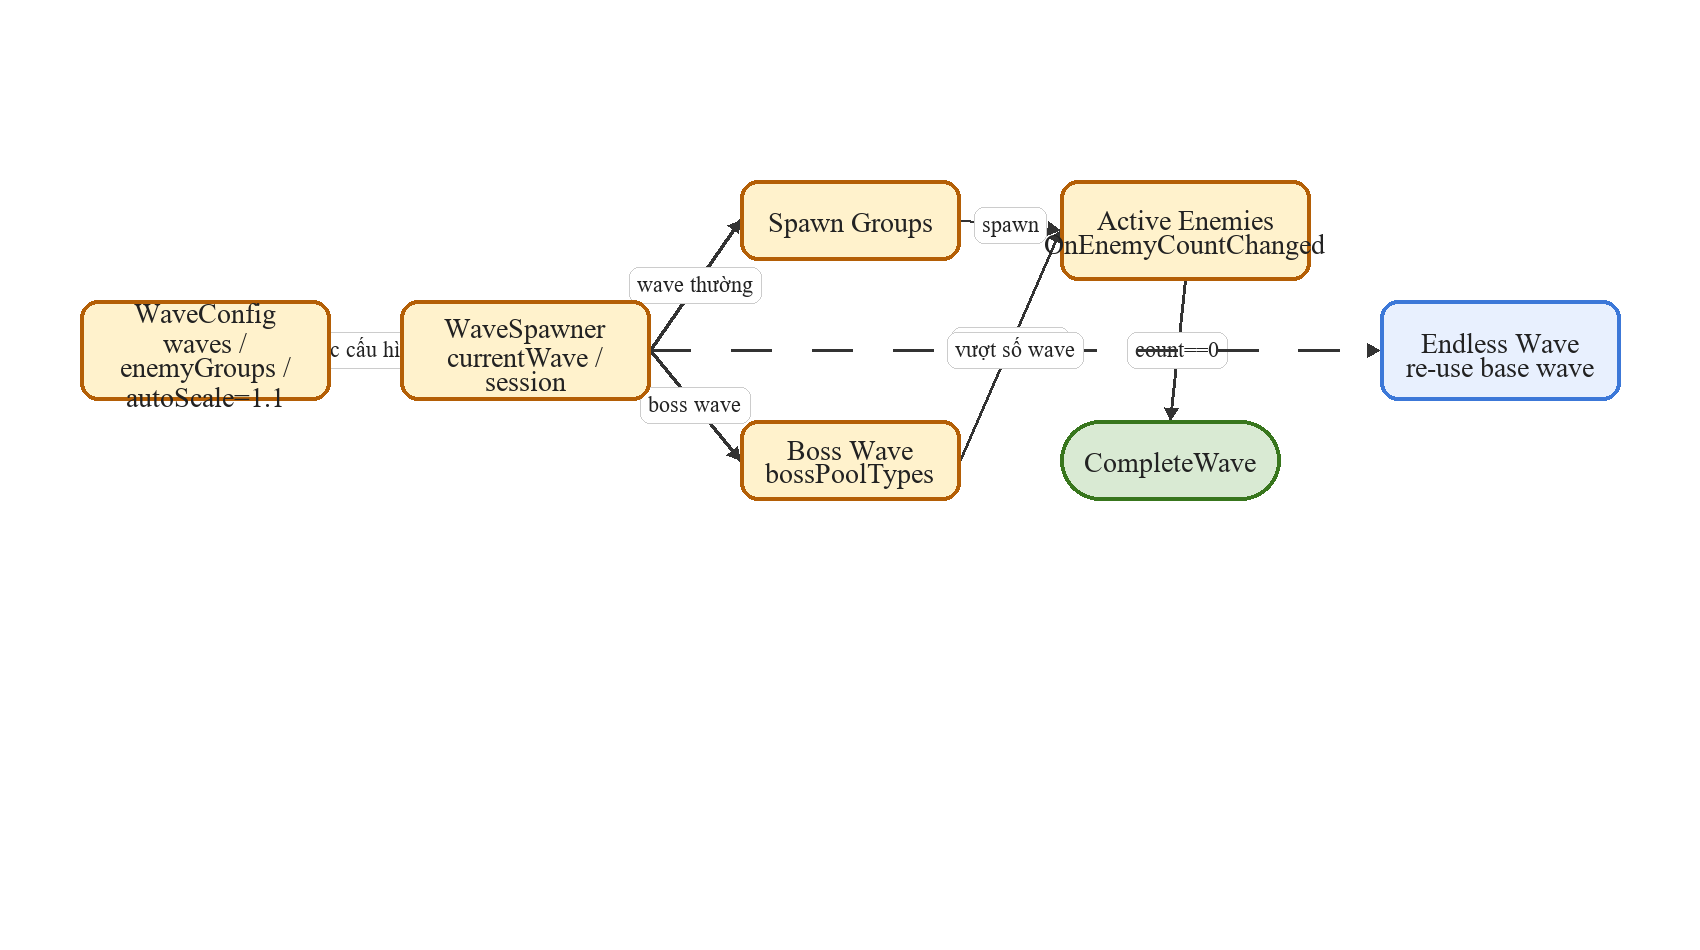 WaveConfig
waves /
enemyGroups /
autoScale=1.1
c cấu hì
WaveSpawner
currentWave /
session
wave thường
boss wave
Spawn Groups
Boss Wave
bossPoolTypes
spawn
vượt số wave
Active Enemies
OnEnemyCountChanged
count==0
CompleteWave
Endless Wave
re-use base wave